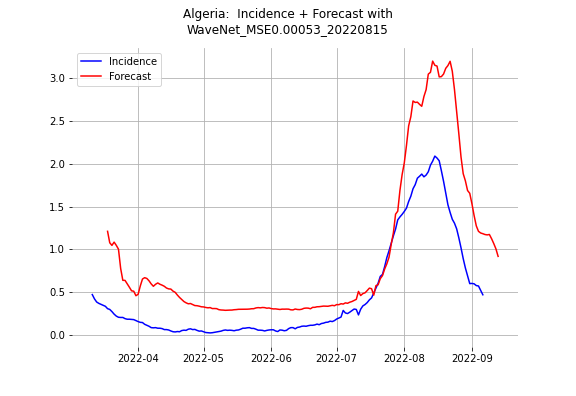 Algeria:  Incidence + Forecast with
WaveNet_MSE0.00053_20220815
Incidence
Forecast
3.0
2.5
2.0
1.5
1.0
0.5
0.0
2022-04 2022-05 2022-06 2022-07 2022-08 2022-09